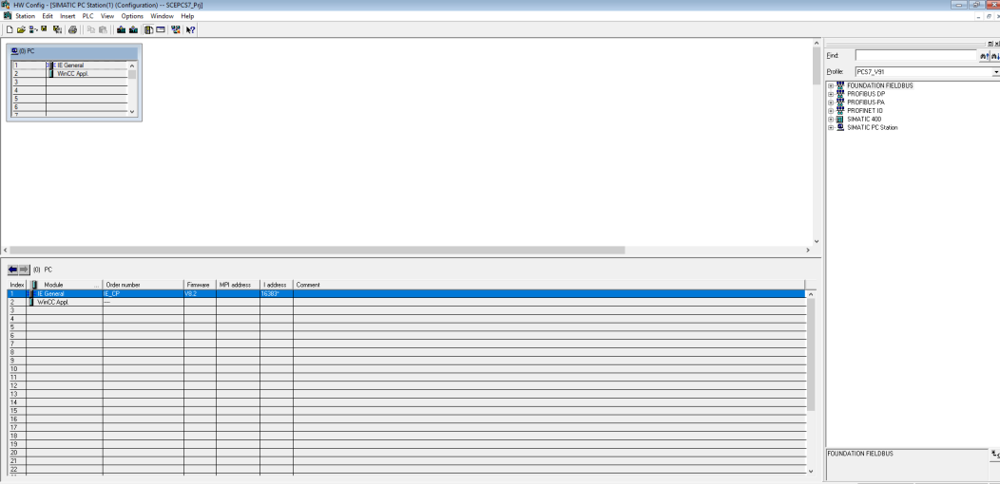 HW Config - [SIMATIC PC Station(1) (Configuration) -- SCEPCS7_Prj]
Station Edit Insert PLC View Options Window Help
(0) PC
1 IE General
2 WinCC Appl.
3
4
5
6
7
Find:
Profile: PCS7_V91
FOUNDATION FIELDBUS
PROFIBUS DP
PROFIBUS-PA
PROFINET IO
SIMATIC 400
SIMATIC PC Station
(0) PC
Index Module ... Order number Firmware MPI address I address Comment
1 IE General IE_CP V8.2 16383*
2 WinCC Appl. ---
3
4
5
6
7
8
9
10
11
12
13
14
15
16
17
18
19
20
21
22
FOUNDATION FIELDBUS